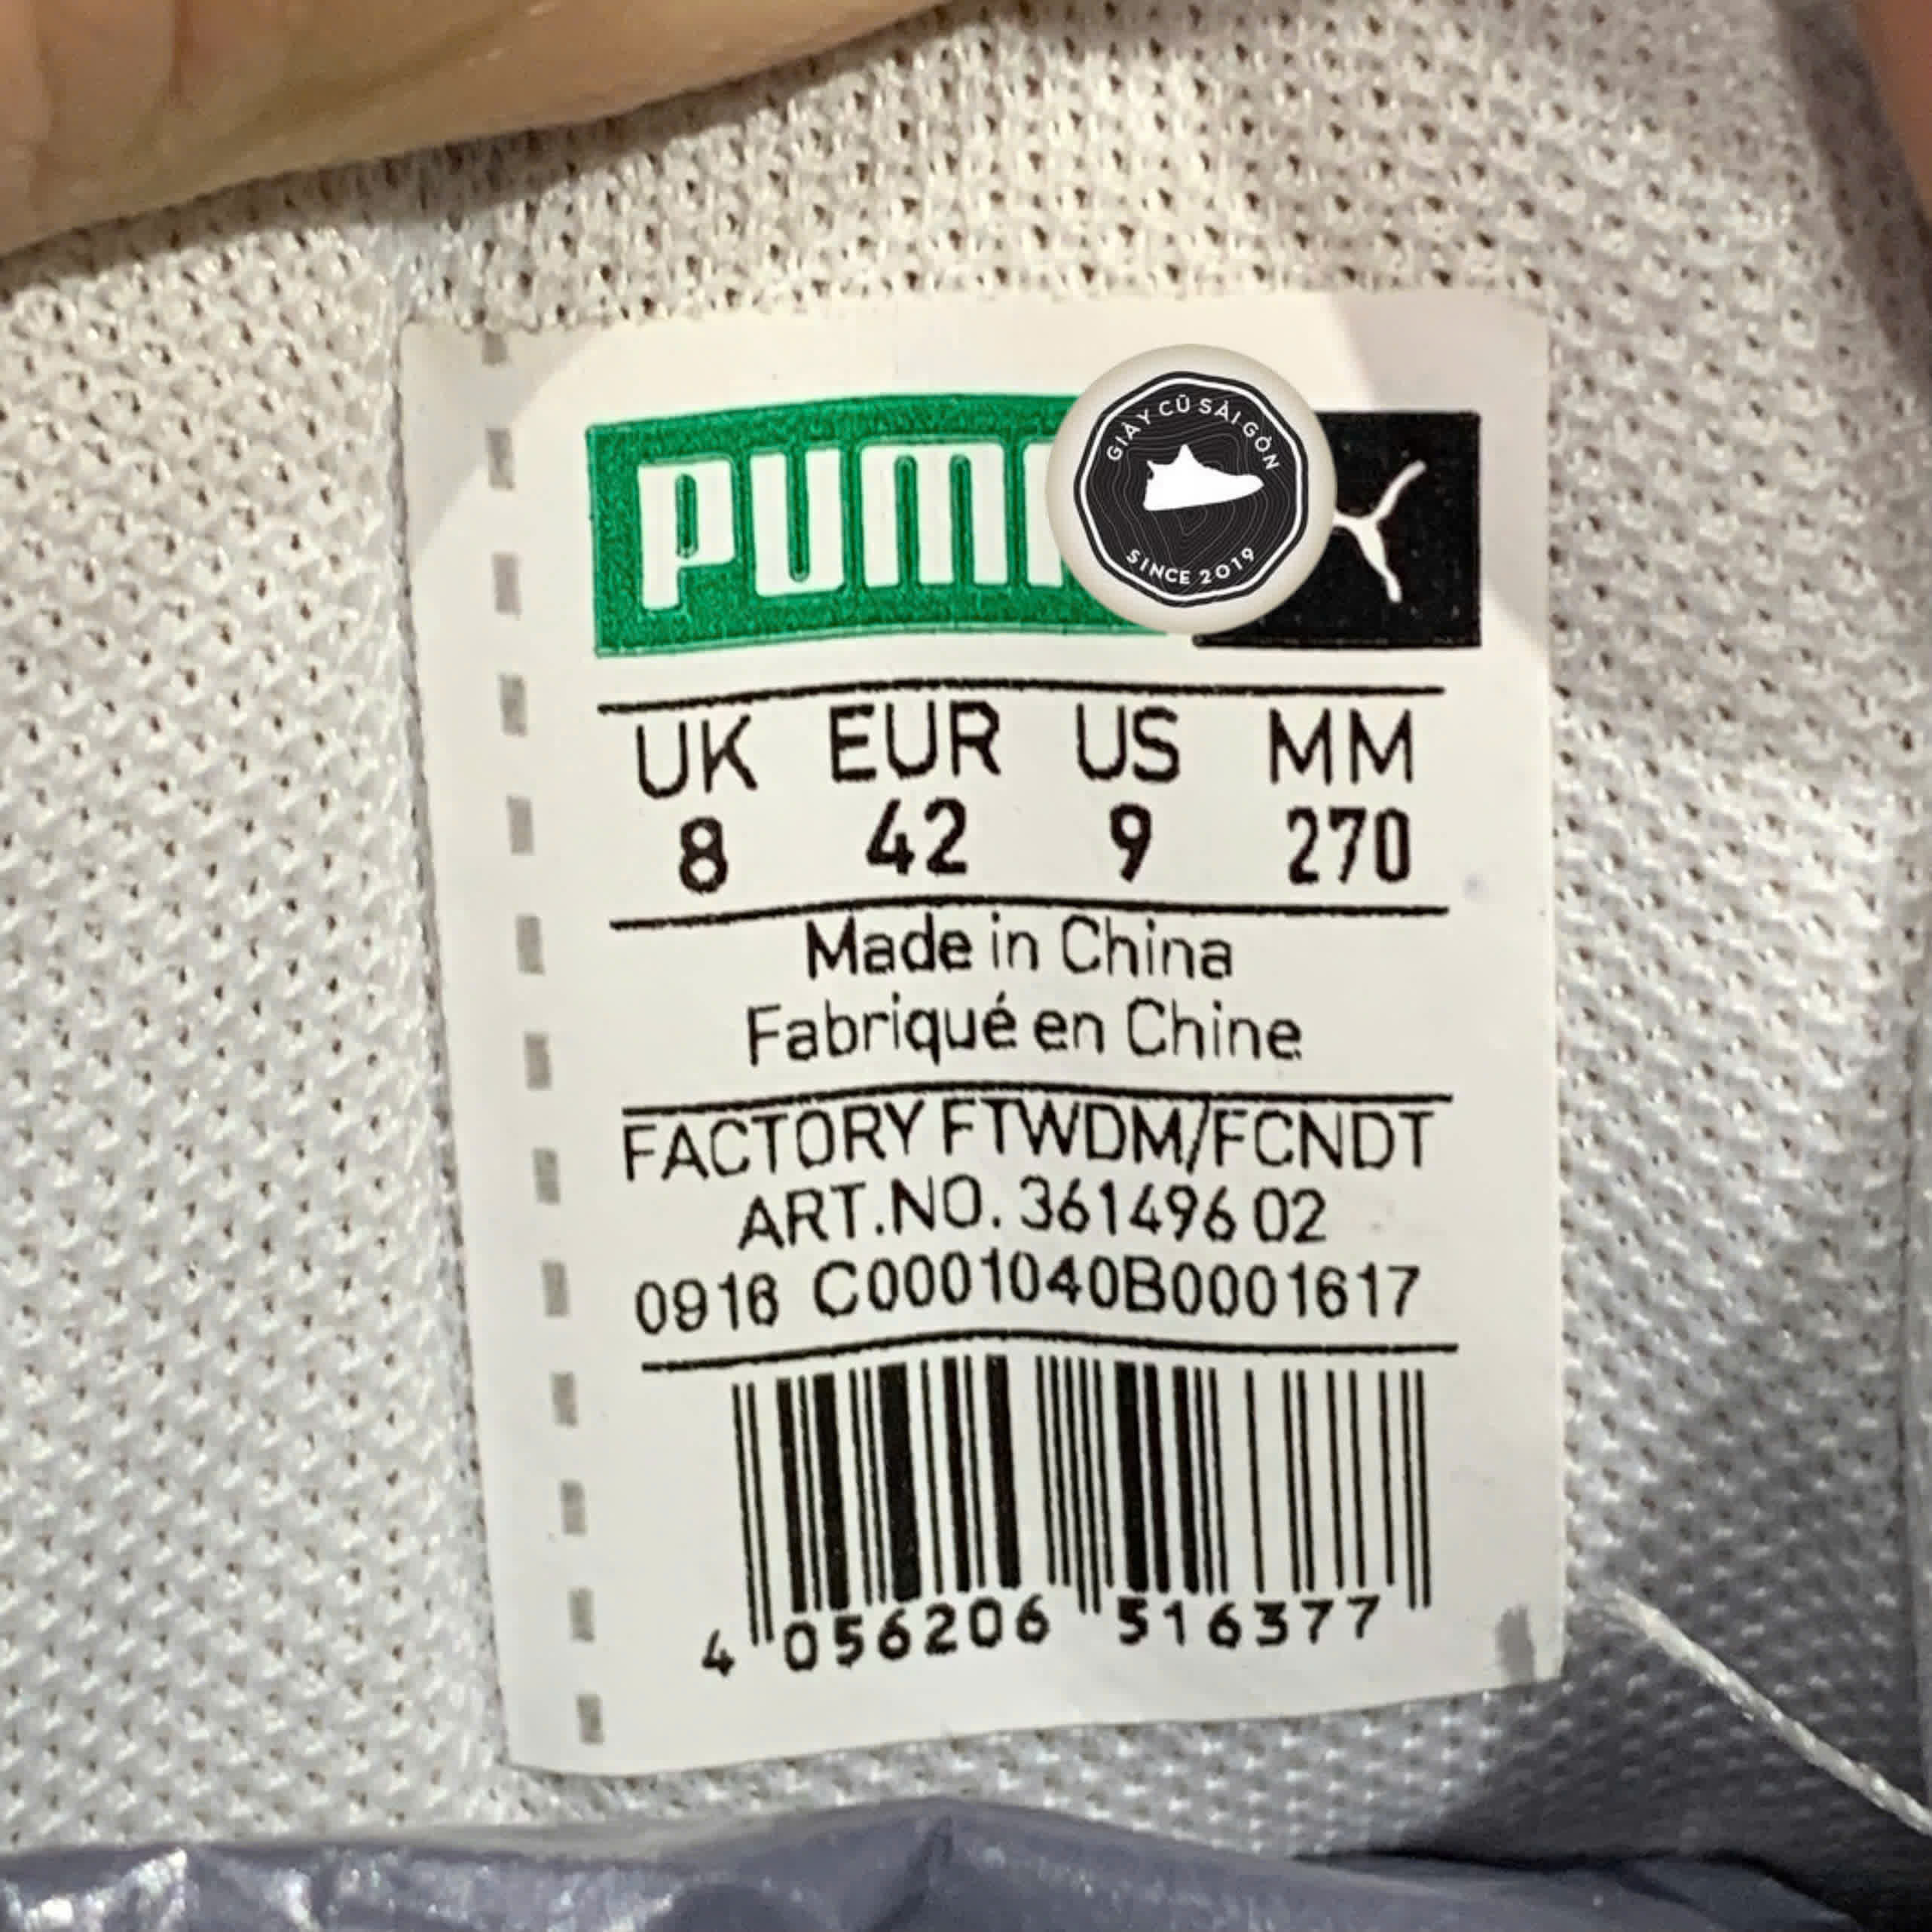 PUMA
GIÀY CŨ SÀI GÒN
SINCE 2019
UK EUR US MM
8 42 9 270
Made in China
Fabriqué en Chine
FACTORY FTWDM/FCNDT
ART.NO. 361496 02
0916 C0001040B0001617
4 056206 516377